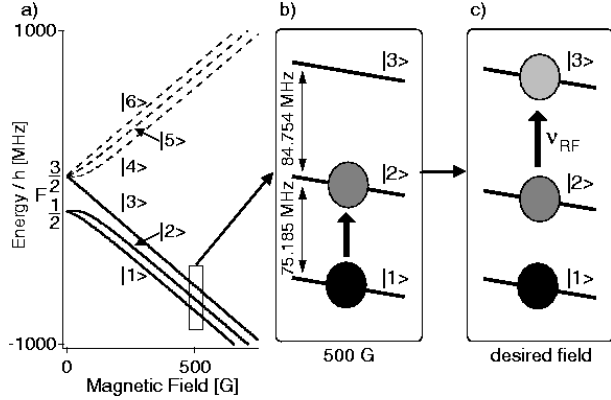 a)
1000
Energy / h [MHz]
F
3/2
1/2
-1000
|6>
|5>
|4>
|3>
|2>
|1>
0
500
Magnetic Field [G]
b)
|3>
84.754 MHz
|2>
75.185 MHz
|1>
500 G
c)
|3>
νRF
|2>
|1>
desired field